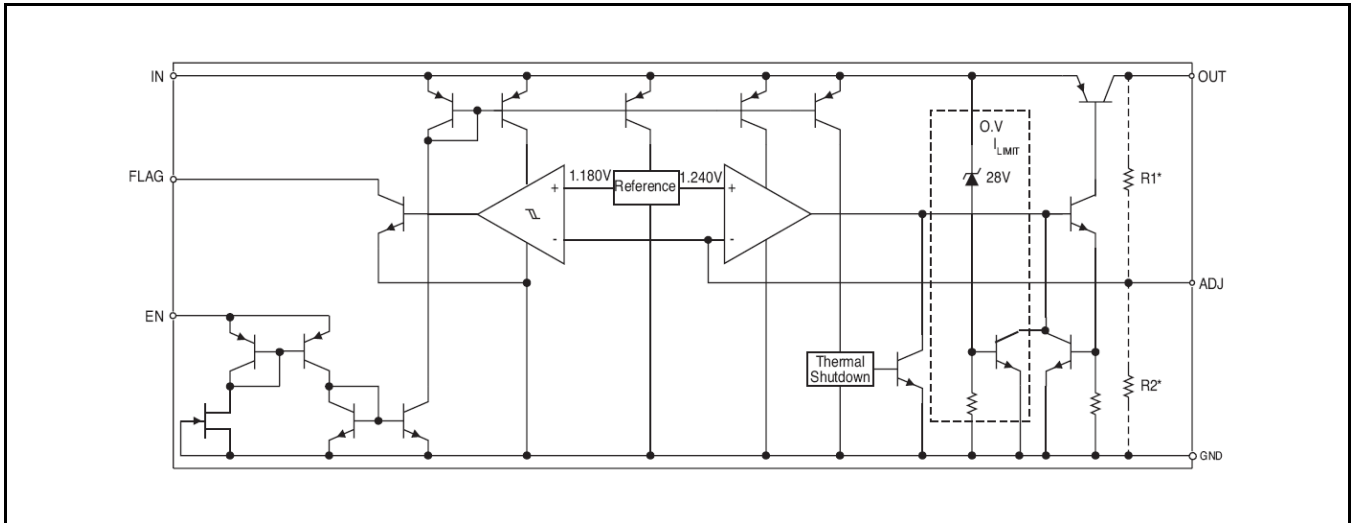 IN
OUT
O.V
I LIMIT
FLAG
1.180V
Reference
1.240V
28V
R1*
+
+
-
-
ADJ
EN
Thermal
Shutdown
R2*
GND